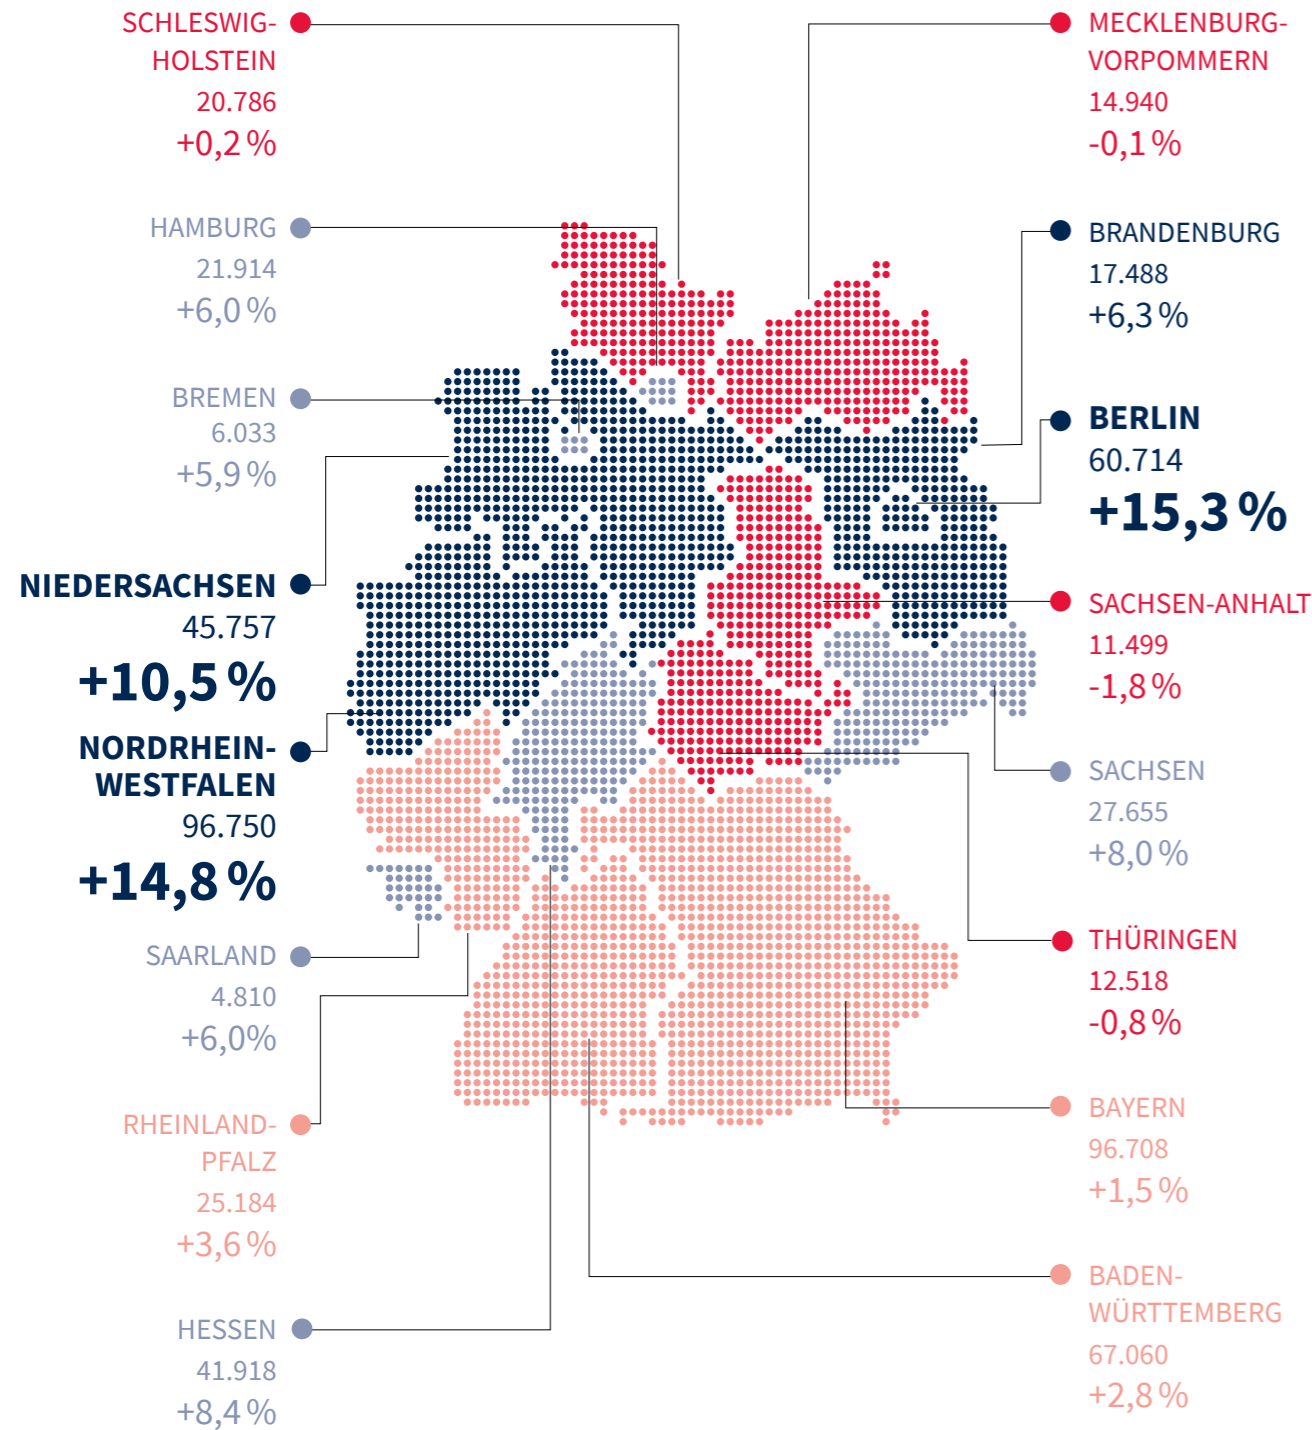 SCHLESWIG-
HOLSTEIN
20.786
+0,2 %
HAMBURG
21.914
+6,0 %
BREMEN
6.033
+5,9 %
NIEDERSACHSEN
45.757
+10,5 %
NORDRHEIN-
WESTFALEN
96.750
+14,8 %
SAARLAND
4.810
+6,0%
RHEINLAND-
PFALZ
25.184
+3,6 %
HESSEN
41.918
+8,4 %
MECKLENBURG-
VORPOMMERN
14.940
-0,1 %
BRANDENBURG
17.488
+6,3 %
BERLIN
60.714
+15,3 %
SACHSEN-ANHALT
11.499
-1,8 %
SACHSEN
27.655
+8,0 %
THÜRINGEN
12.518
-0,8 %
BAYERN
96.708
+1,5 %
BADEN-
WÜRTTEMBERG
67.060
+2,8 %